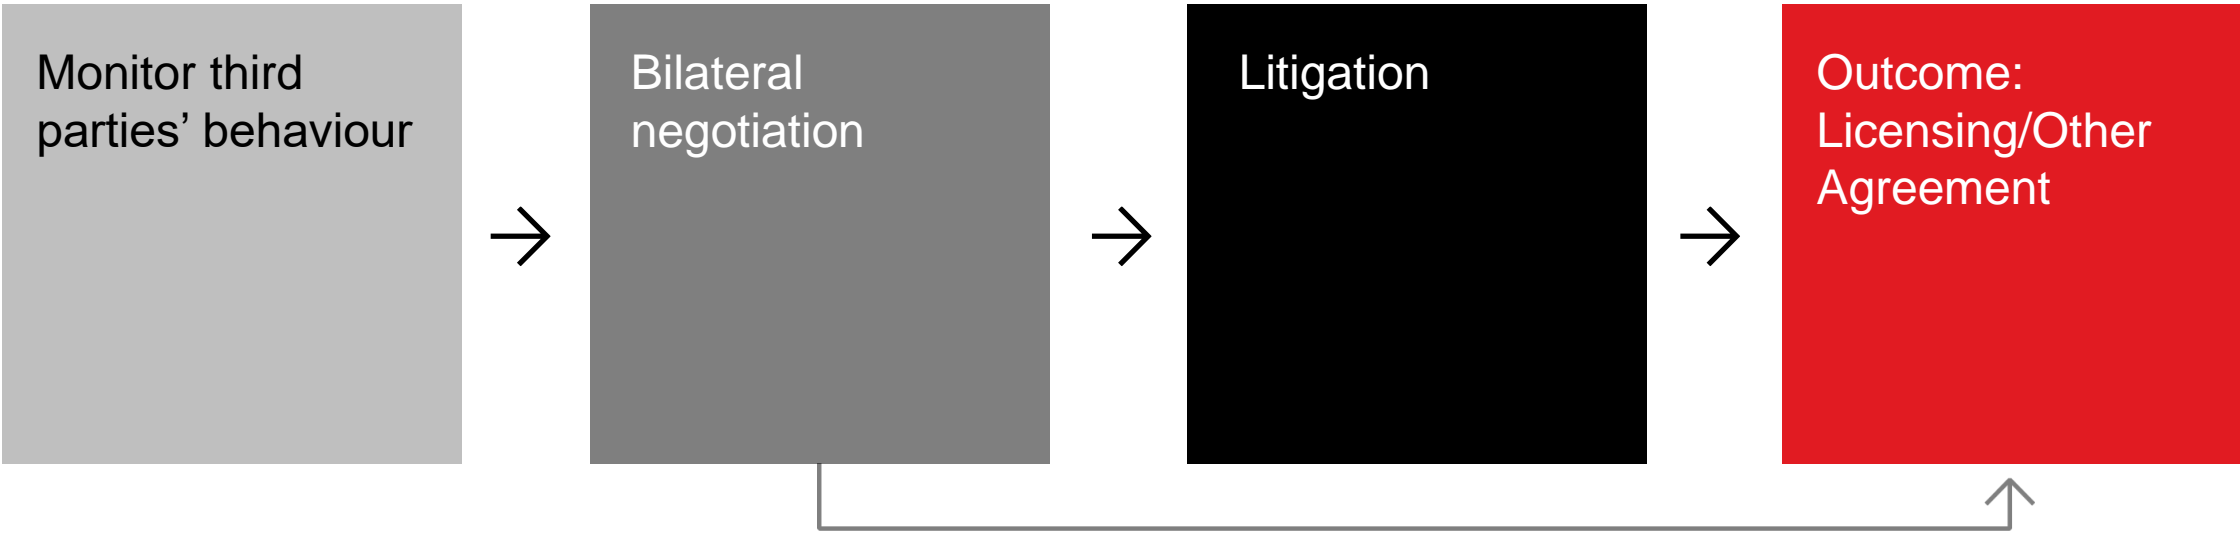 Monitor third
parties’ behaviour
Bilateral
negotiation
Litigation
Outcome:
Licensing/Other
Agreement